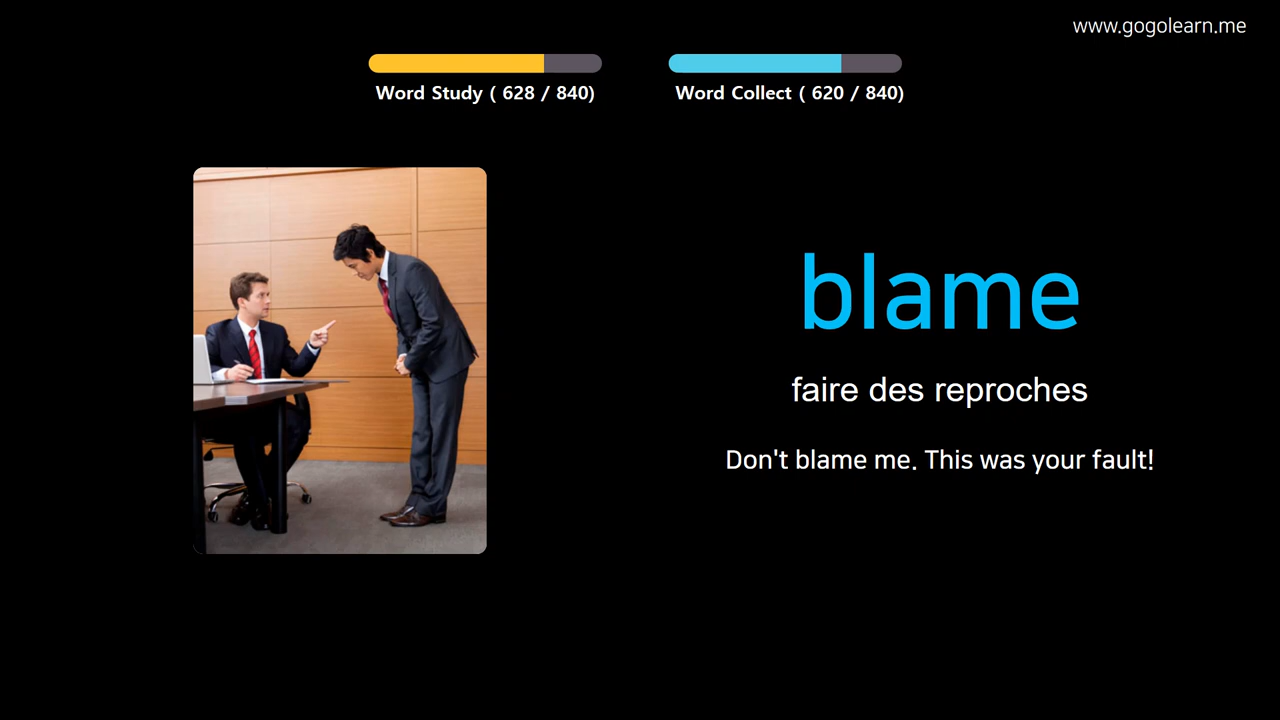 www.gogolearn.me
Word Study ( 628 / 840)
Word Collect ( 620 / 840)
blame
faire des reproches
Don't blame me. This was your fault!